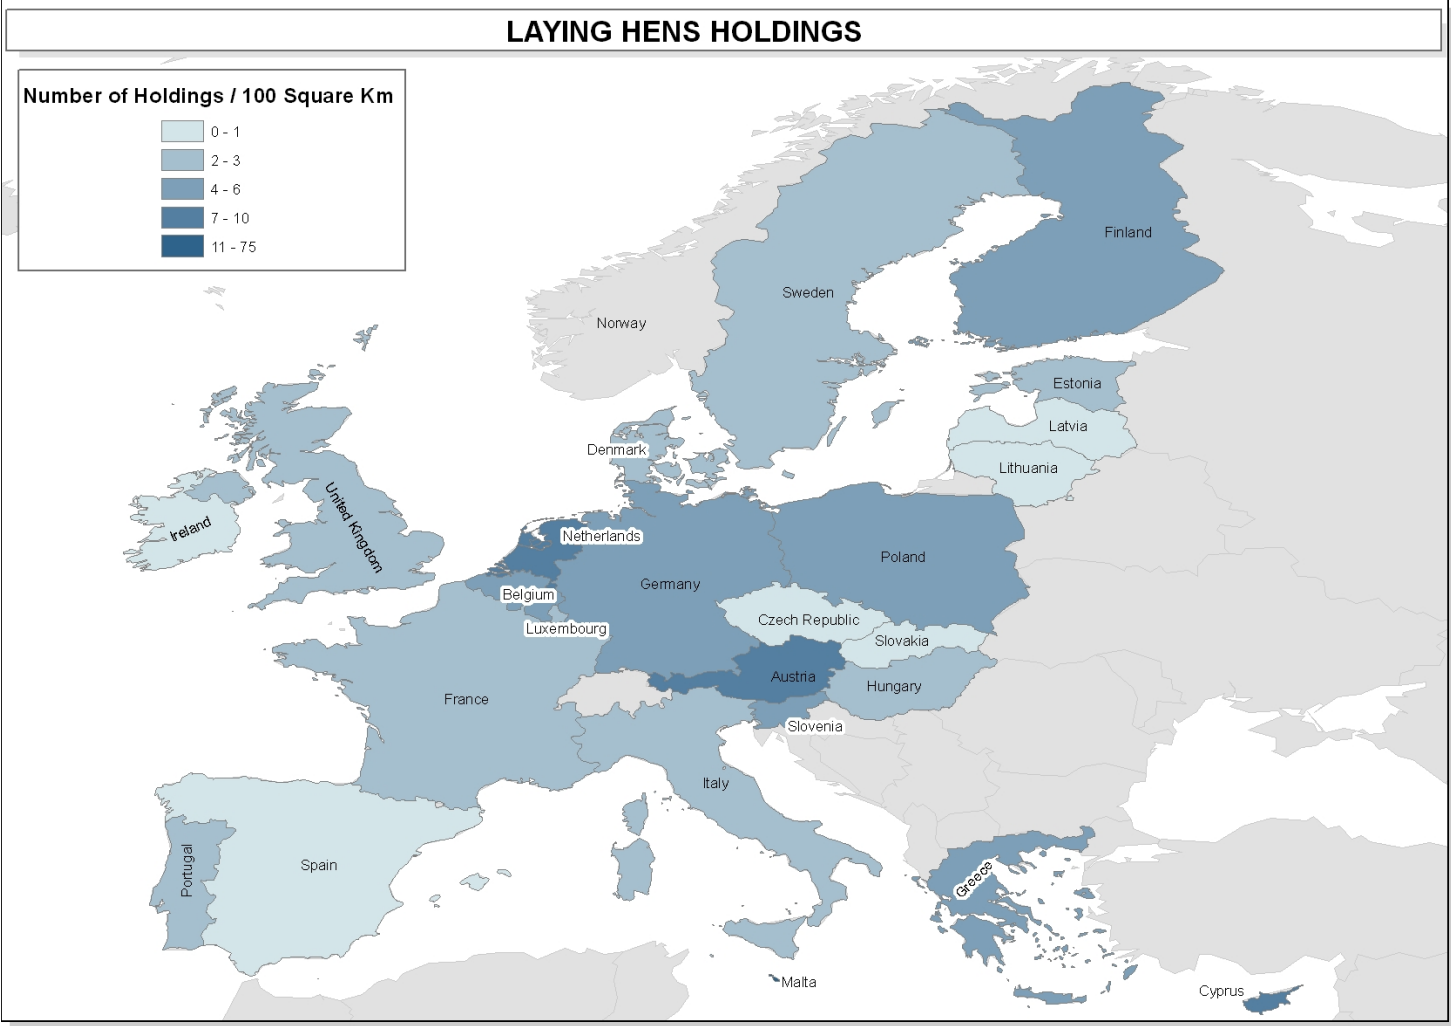 LAYING HENS HOLDINGS
Number of Holdings / 100 Square Km
0 - 1
2 - 3
4 - 6
7 - 10
11 - 75
Finland
Sweden
Norway
Estonia
Latvia
Denmark
Lithuania
Ireland
United Kingdom
Netherlands
Poland
Germany
Belgium
Czech Republic
Luxembourg
Slovakia
Austria
Hungary
France
Slovenia
Italy
Portugal
Spain
Greece
Malta
Cyprus